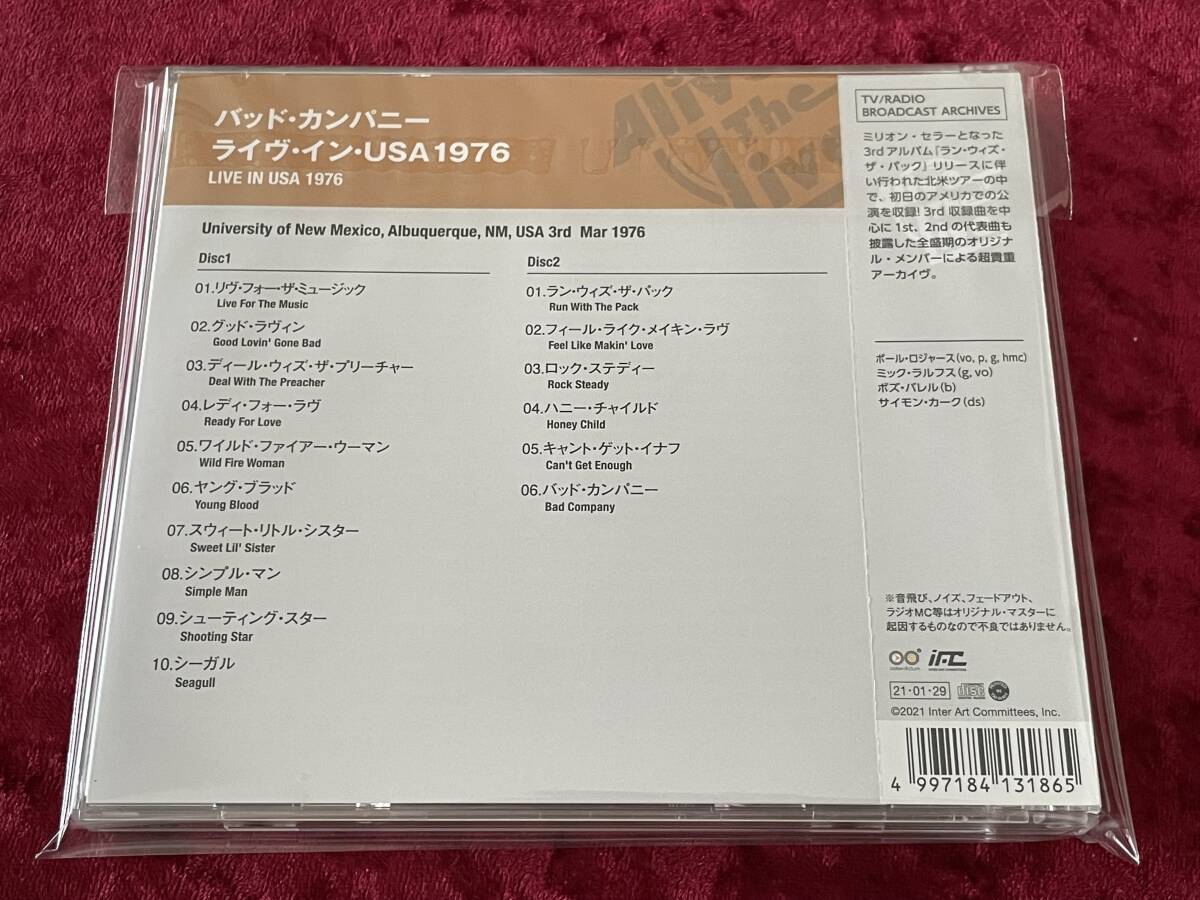 バッド・カンパニー
ライヴ・イン・USA1976
LIVE IN USA 1976
Alive The Live
University of New Mexico, Albuquerque, NM, USA 3rd Mar 1976
Disc1
01.リヴ・フォー・ザ・ミュージック
Live For The Music
02.グッド・ラヴィン
Good Lovin' Gone Bad
03.ディール・ウィズ・ザ・プリーチャー
Deal With The Preacher
04.レディ・フォー・ラヴ
Ready For Love
05.ワイルド・ファイアー・ウーマン
Wild Fire Woman
06.ヤング・ブラッド
Young Blood
07.スウィート・リトル・シスター
Sweet Lil' Sister
08.シンプル・マン
Simple Man
09.シューティング・スター
Shooting Star
10.シーガル
Seagull
Disc2
01.ラン・ウィズ・ザ・パック
Run With The Pack
02.フィール・ライク・メイキン・ラヴ
Feel Like Makin' Love
03.ロック・ステディー
Rock Steady
04.ハニー・チャイルド
Honey Child
05.キャント・ゲット・イナフ
Can't Get Enough
06.バッド・カンパニー
Bad Company
TV/RADIO
BROADCAST ARCHIVES
ミリオン・セラーとなった
3rdアルバム『ラン・ウィズ・
ザ・パック』リリースに伴
い行われた北米ツアーの中
で、初日のアメリカでの公
演を収録! 3rd 収録曲を中
心に1st、2ndの代表曲も
披露した全盛期のオリジナ
ル・メンバーによる超貴重
アーカイヴ。
ポール・ロジャース(vo, p, g, hmc)
ミック・ラルフス(g, vo)
ボズ・バレル(b)
サイモン・カーク(ds)
※音飛び、ノイズ、フェードアウト、
ラジオMC等はオリジナル・マスターに
起因するものなので不良ではありません。
iFC
21・01・29
©2021 Inter Art Committees, Inc.
4 997184 131865